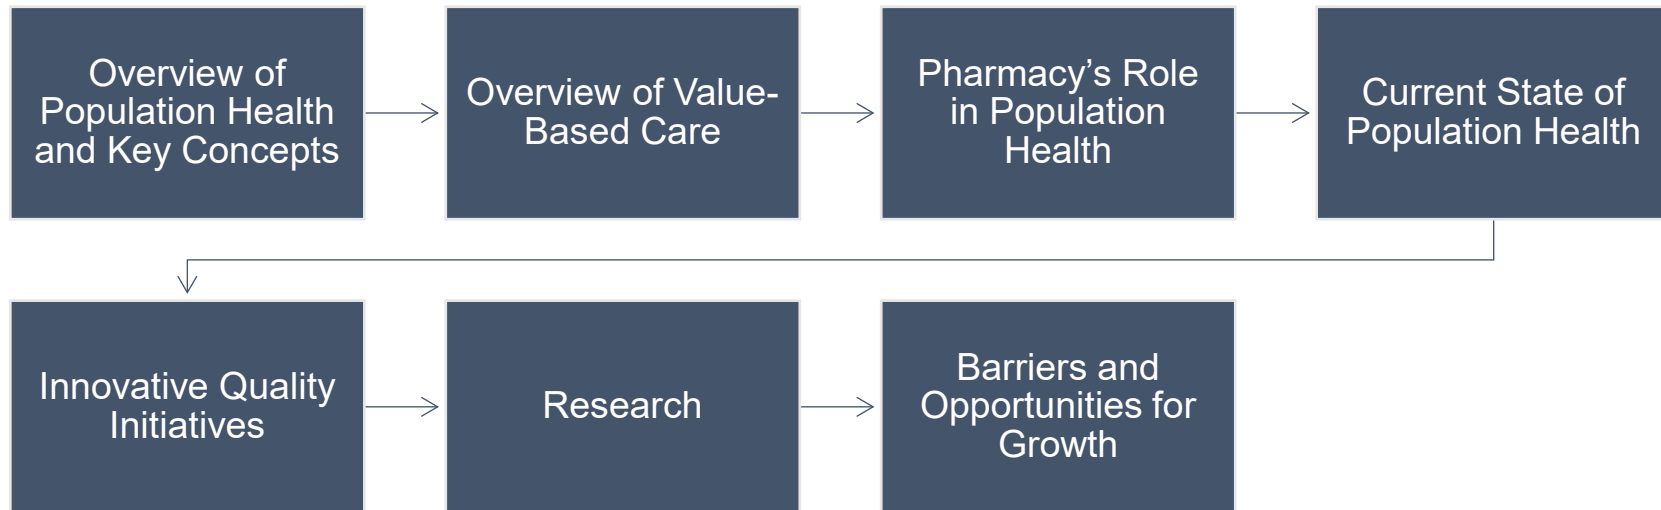 Overview of
Population Health
and Key Concepts
Overview of Value-
Based Care
Pharmacy’s Role
in Population
Health
Current State of
Population Health
Innovative Quality
Initiatives
Research
Barriers and
Opportunities for
Growth